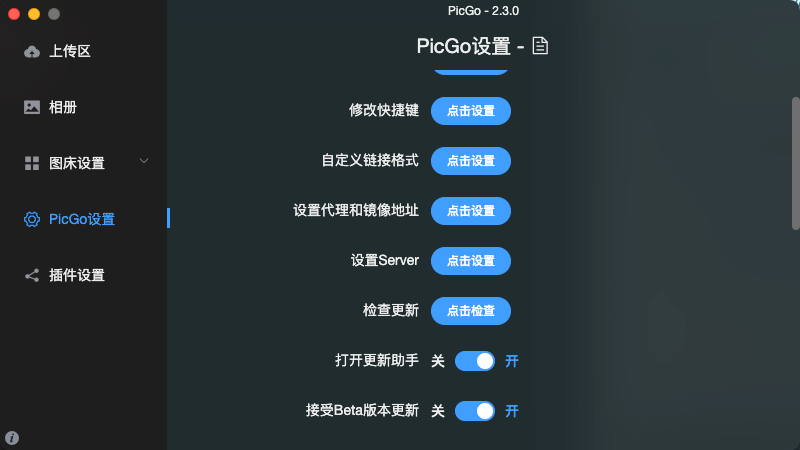 PicGo - 2.3.0
上传区
相册
图床设置
PicGo设置
插件设置
PicGo设置 -
修改快捷键 点击设置
自定义链接格式 点击设置
设置代理和镜像地址 点击设置
设置Server 点击设置
检查更新 点击检查
打开更新助手 关 开
接受Beta版本更新 关 开